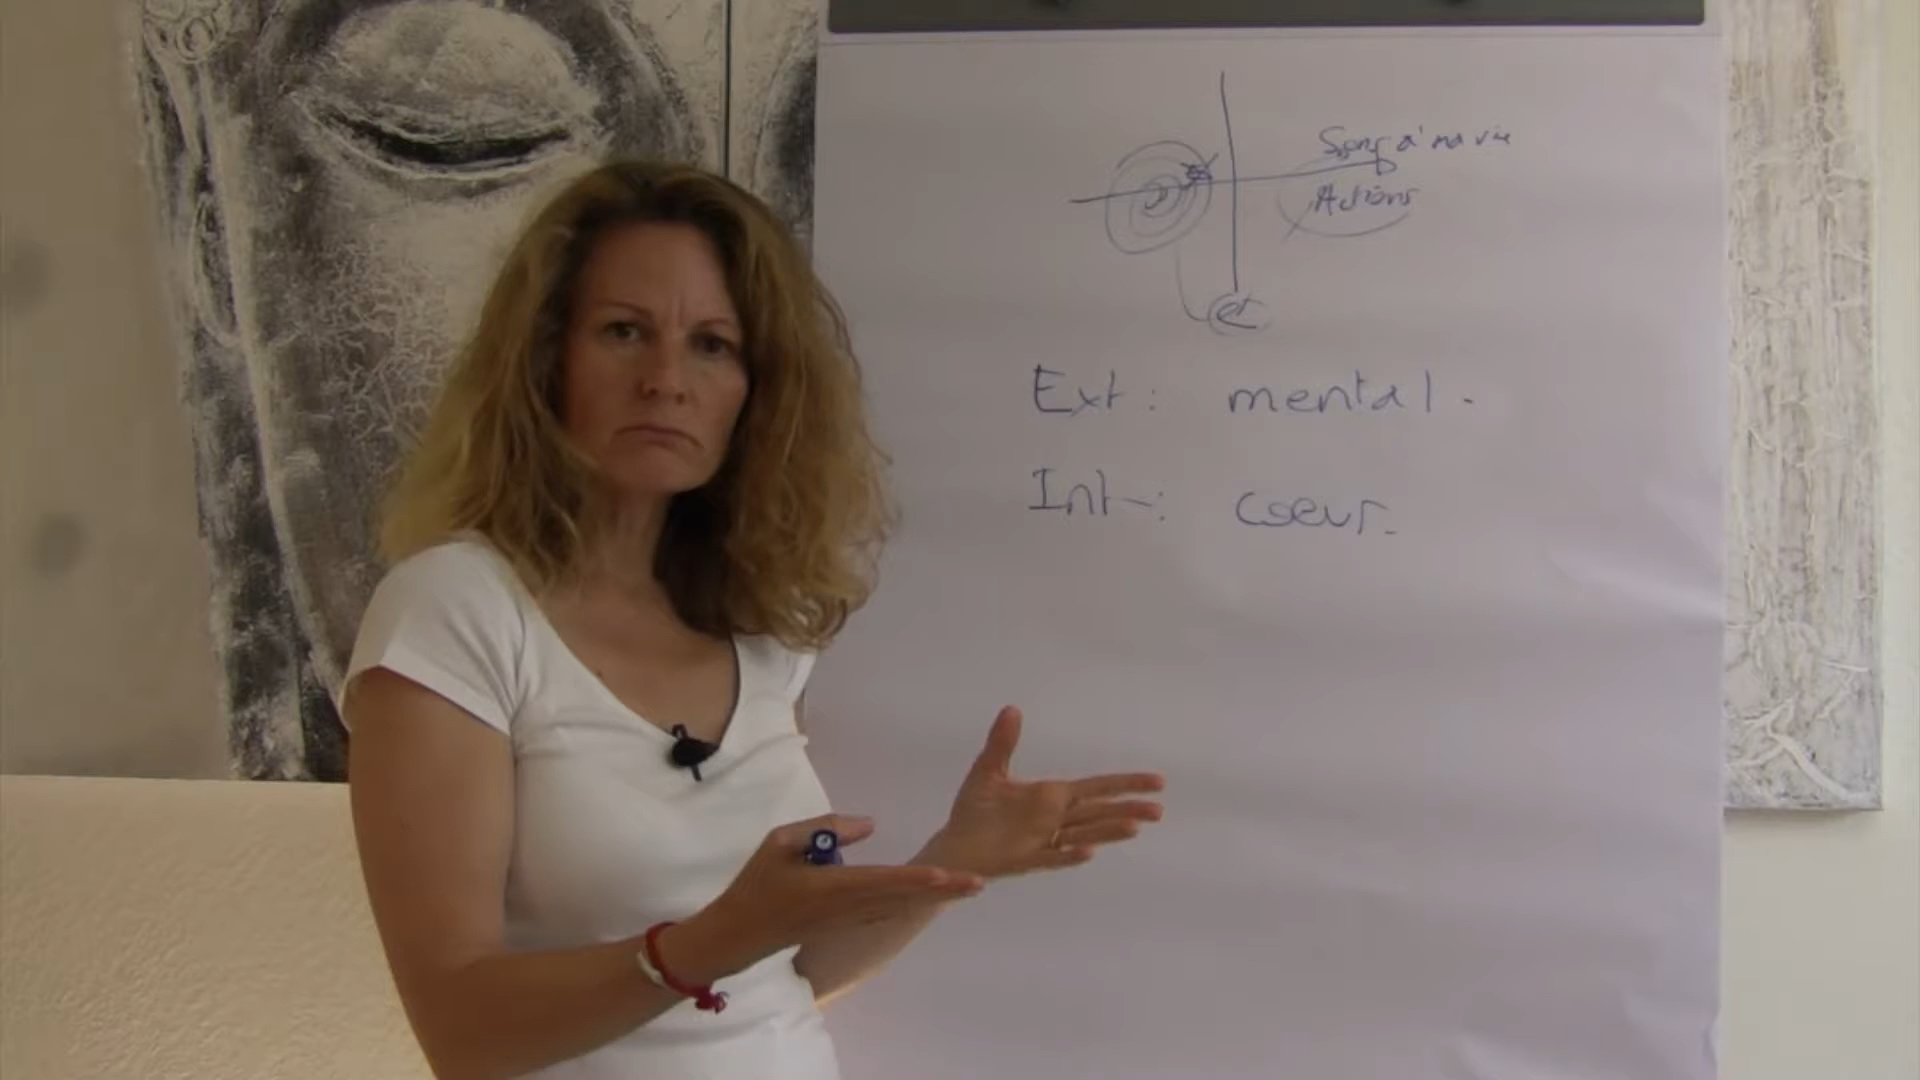 Sens à ma vie
Actions
Ext : mental.
Int : coeur.